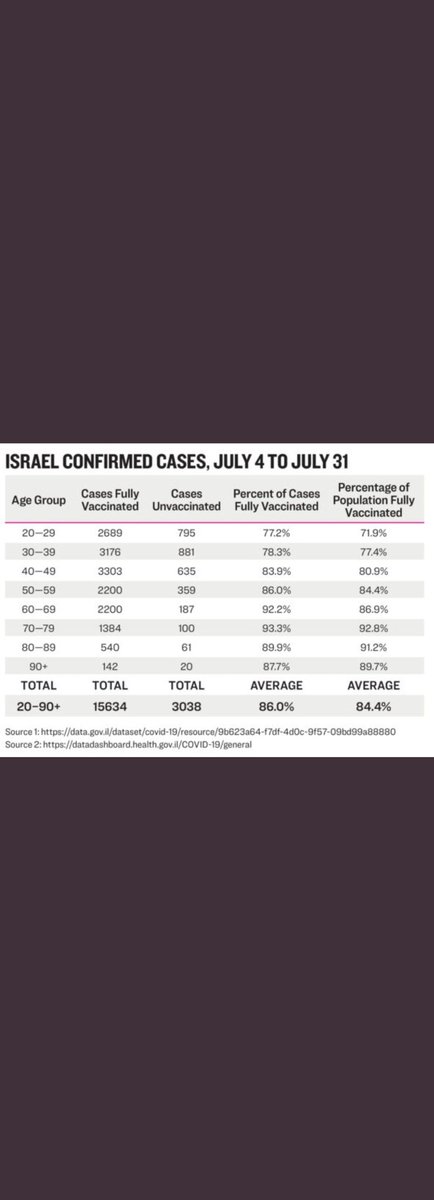 ISRAEL CONFIRMED CASES, JULY 4 TO JULY 31
Age Group Cases Fully Vaccinated Cases Unvaccinated Percent of Cases Fully Vaccinated Percentage of Population Fully Vaccinated
20—29 2689 795 77.2% 71.9%
30—39 3176 881 78.3% 77.4%
40—49 3303 635 83.9% 80.9%
50—59 2200 359 86.0% 84.4%
60—69 2200 187 92.2% 86.9%
70—79 1384 100 93.3% 92.8%
80—89 540 61 89.9% 91.2%
90+ 142 20 87.7% 89.7%
TOTAL TOTAL TOTAL AVERAGE AVERAGE
20–90+ 15634 3038 86.0% 84.4%
Source 1: https://data.gov.il/dataset/covid-19/resource/9b623a64-f7df-4d0c-9f57-09bd99a88880
Source 2: https://datadashboard.health.gov.il/COVID-19/general